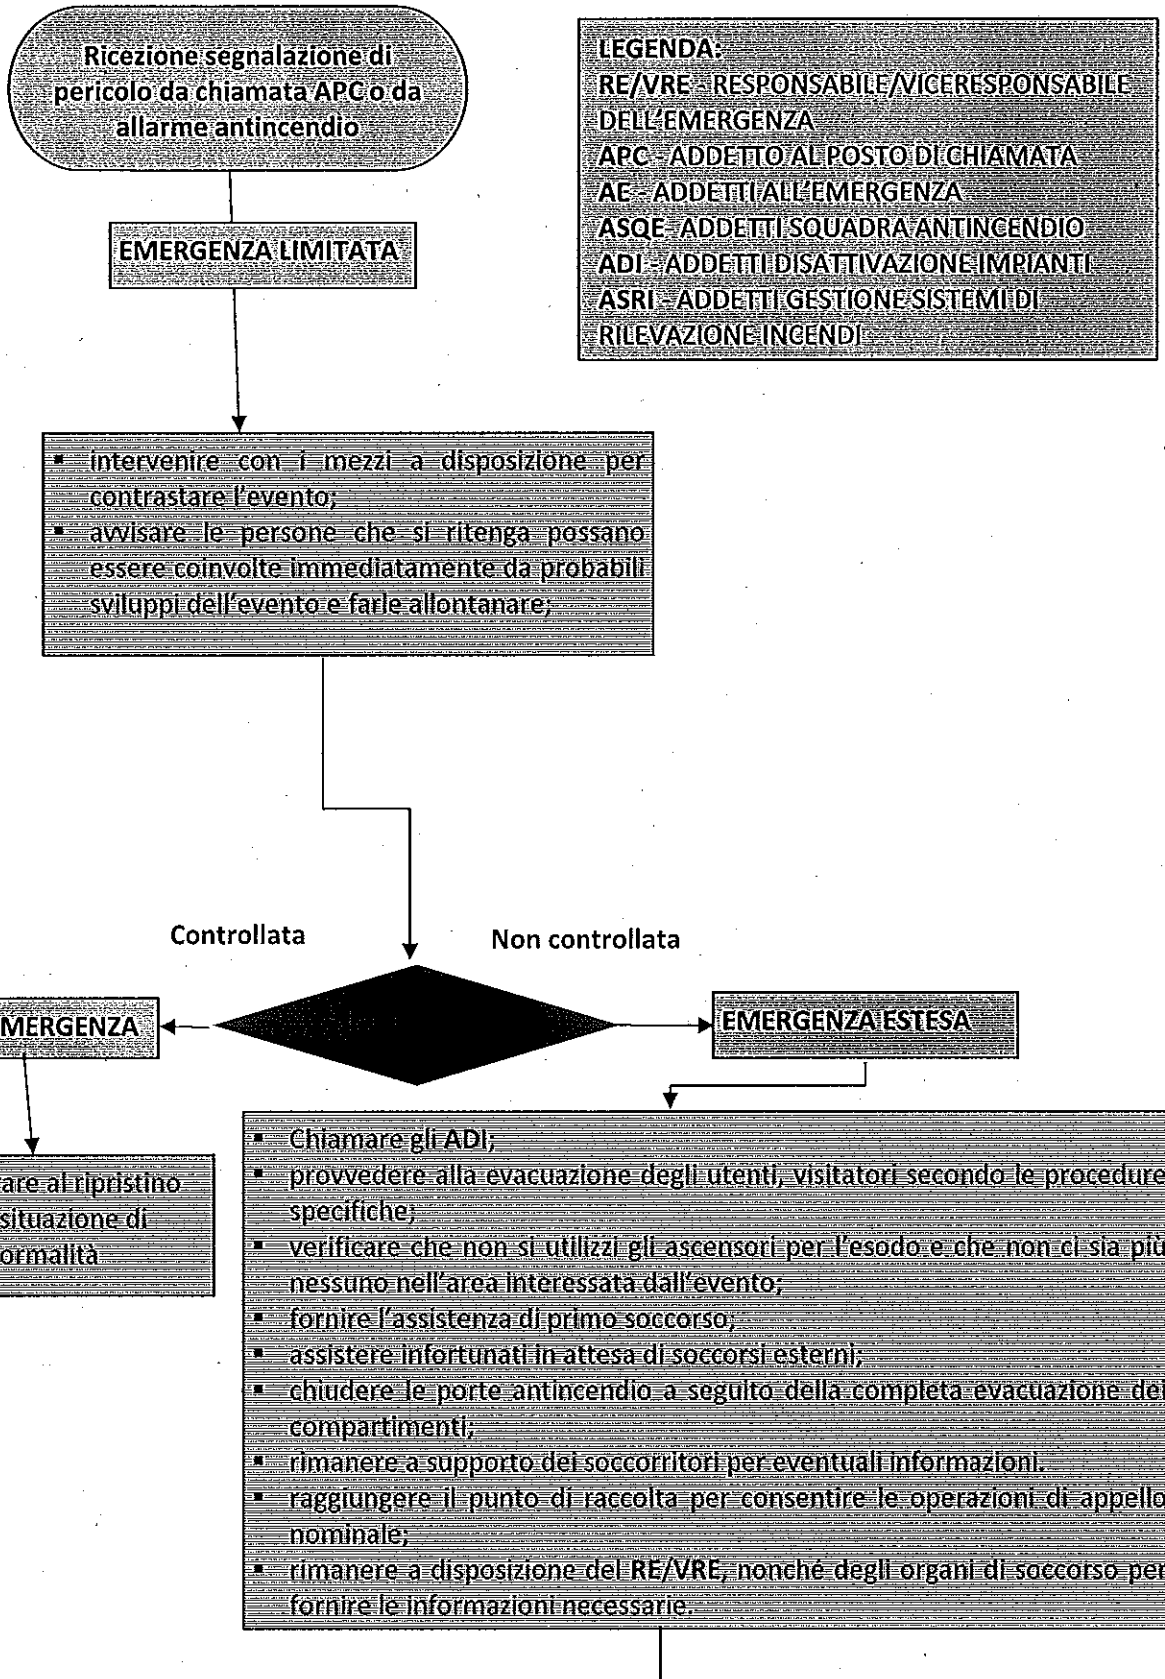 Ricezione segnalazione di
pericolo da chiamata APC o da
allarme antincendio
LEGENDA:
RE/VRE - RESPONSABILE/VICERESPONSABILE
DELL'EMERGENZA
APC - ADDETTO AL POSTO DI CHIAMATA
AE - ADDETTI ALL'EMERGENZA
ASQE- ADDETTI SQUADRA ANTINCENDIO
ADI - ADDETTI DISATTIVAZIONE IMPIANTI
ASRI - ADDETTI GESTIONE SISTEMI DI
RILEVAZIONE INCENDI
EMERGENZA LIMITATA
▪ intervenire con i mezzi a disposizione per
contrastare l'evento;
▪ avvisare le persone che si ritenga possano
essere coinvolte immediatamente da probabili
sviluppi dell'evento e farle allontanare;
Controllata
Non controllata
MERGENZA
EMERGENZA ESTESA
are al ripristino
situazione di
ormalità
▪ Chiamare gli ADI;
▪ provvedere alla evacuazione degli utenti, visitatori secondo le procedure
specifiche;
▪ verificare che non si utilizzi gli ascensori per l'esodo e che non ci sia più
nessuno nell'area interessata dall'evento;
▪ fornire l'assistenza di primo soccorso;
▪ assistere infortunati in attesa di soccorsi esterni;
▪ chiudere le porte antincendio a seguito della completa evacuazione dei
compartimenti;
▪ rimanere a supporto dei soccorritori per eventuali informazioni.
▪ raggiungere il punto di raccolta per consentire le operazioni di appello
nominale;
▪ rimanere a disposizione del RE/VRE, nonché degli organi di soccorso per
fornire le informazioni necessarie.